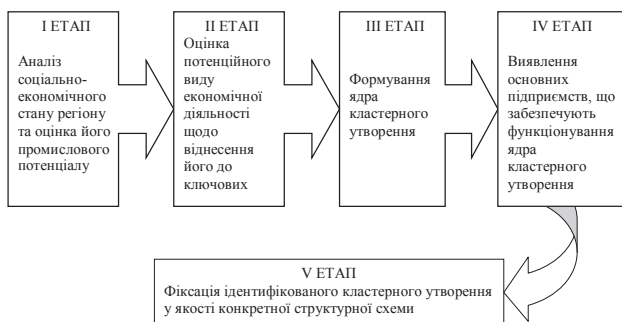 I ЕТАП
Аналіз
соціально-
економічного
стану регіону
та оцінка його
промислового
потенціалу
II ЕТАП
Оцінка
потенційного
виду
економічної
діяльності
щодо
віднесення
його до
ключових
III ЕТАП
Формування
ядра
кластерного
утворення
IV ЕТАП
Виявлення
основних
підприємств, що
забезпечують
функціонування
ядра
кластерного
утворення
V ЕТАП
Фіксація ідентифікованого кластерного утворення
у якості конкретної структурної схеми